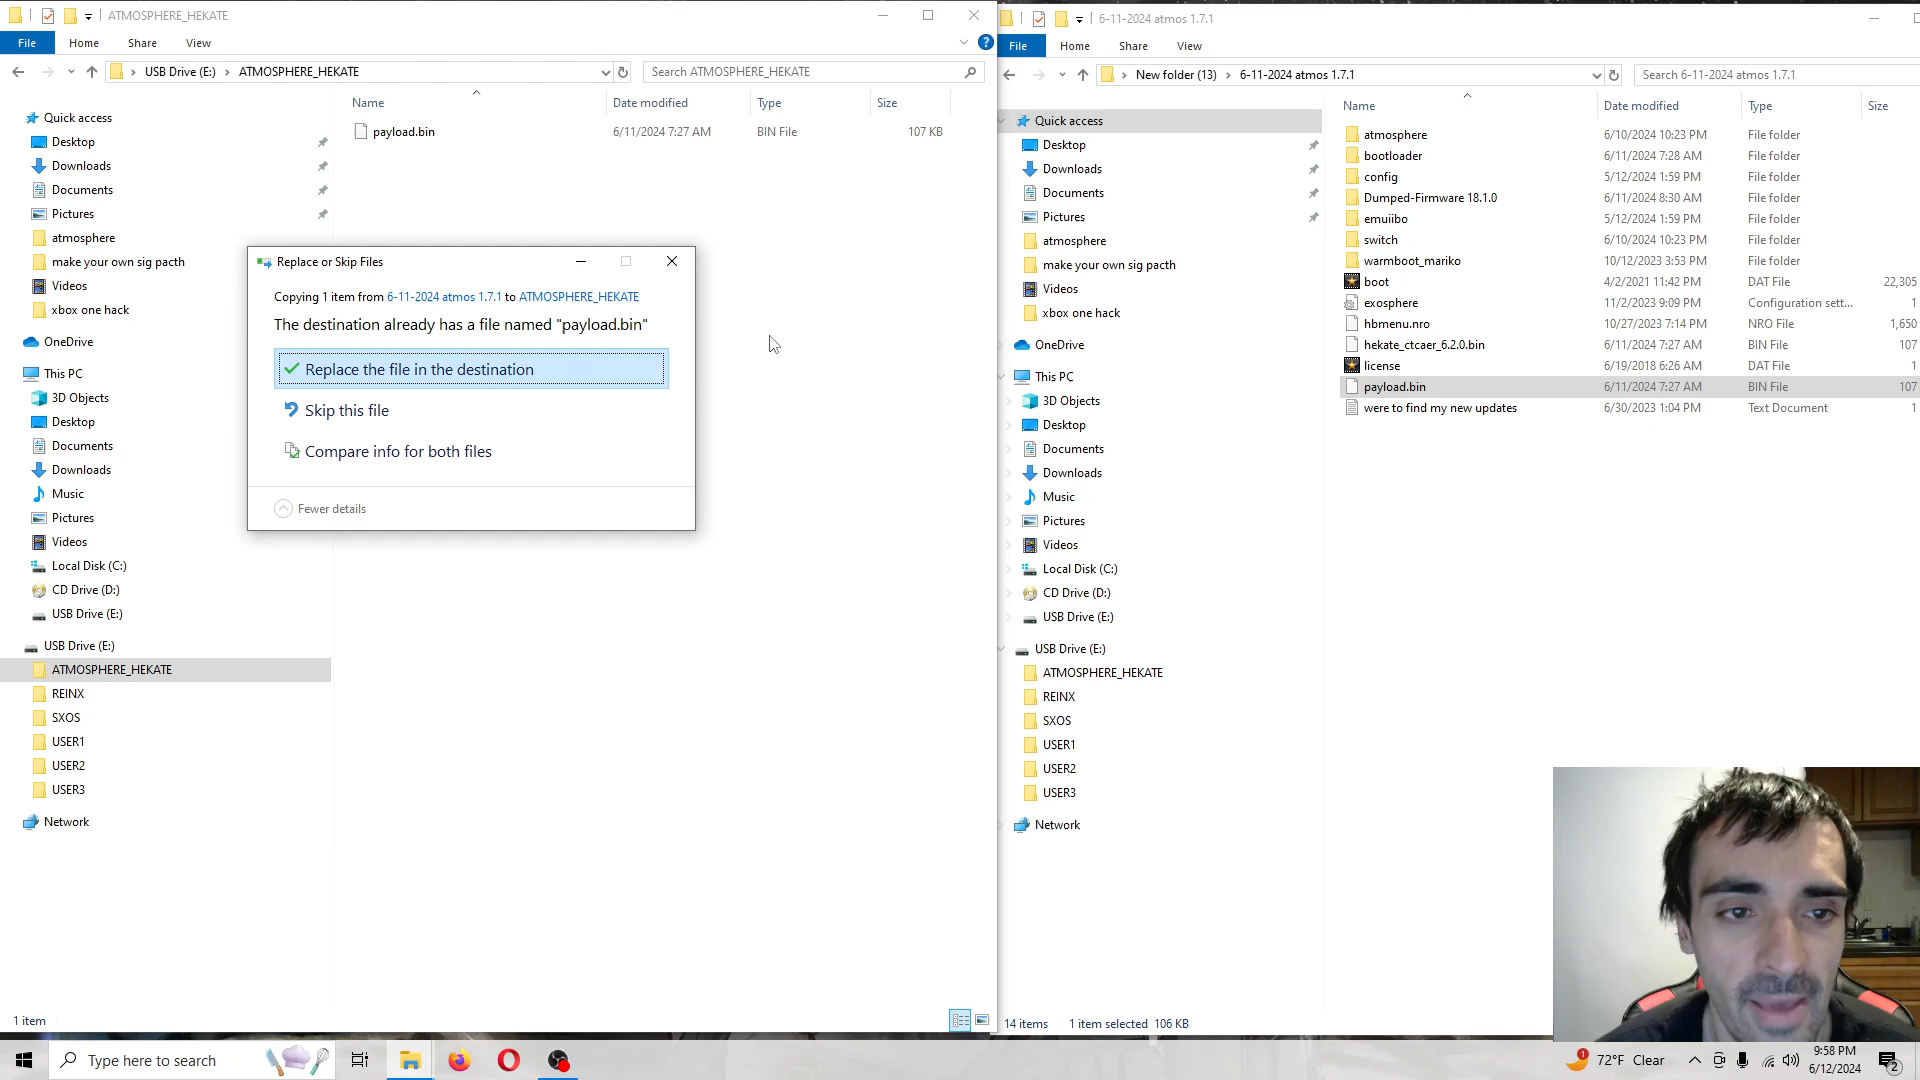 ATMOSPHERE_HEKATE
File Home Share View
USB Drive (E:) ATMOSPHERE_HEKATE
Search ATMOSPHERE_HEKATE
Name Date modified Type Size
payload.bin 6/11/2024 7:27 AM BIN File 107 KB
Quick access
Desktop
Downloads
Documents
Pictures
atmosphere
make your own sig pacth
Videos
xbox one hack
OneDrive
This PC
3D Objects
Desktop
Documents
Downloads
Music
Pictures
Videos
Local Disk (C:)
CD Drive (D:)
USB Drive (E:)
USB Drive (E:)
ATMOSPHERE_HEKATE
REINX
SXOS
USER1
USER2
USER3
Network
1 item
Replace or Skip Files
Copying 1 item from 6-11-2024 atmos 1.7.1 to ATMOSPHERE_HEKATE
The destination already has a file named "payload.bin"
Replace the file in the destination
Skip this file
Compare info for both files
Fewer details
6-11-2024 atmos 1.7.1
File Home Share View
New folder (13) 6-11-2024 atmos 1.7.1
Search 6-11-2024 atmos 1.7.1
Quick access
Desktop
Downloads
Documents
Pictures
atmosphere
make your own sig pacth
Videos
xbox one hack
OneDrive
This PC
3D Objects
Desktop
Documents
Downloads
Music
Pictures
Videos
Local Disk (C:)
CD Drive (D:)
USB Drive (E:)
USB Drive (E:)
ATMOSPHERE_HEKATE
REINX
SXOS
USER1
USER2
USER3
Network
Name Date modified Type Size
atmosphere 6/10/2024 10:23 PM File folder
bootloader 6/11/2024 7:28 AM File folder
config 5/12/2024 1:59 PM File folder
Dumped-Firmware 18.1.0 6/11/2024 8:30 AM File folder
emuiibo 5/12/2024 1:59 PM File folder
switch 6/10/2024 10:23 PM File folder
warmboot_mariko 10/12/2023 3:53 PM File folder
boot 4/2/2021 11:42 PM DAT File 22,305
exosphere 11/2/2023 9:09 PM Configuration sett... 1
hbmenu.nro 10/27/2023 7:14 PM NRO File 1,650
hekate_ctcaer_6.2.0.bin 6/11/2024 7:27 AM BIN File 107
license 6/19/2018 6:26 AM DAT File 1
payload.bin 6/11/2024 7:27 AM BIN File 107
were to find my new updates 6/30/2023 1:04 PM Text Document 1
14 items 1 item selected 106 KB
Type here to search
1
72°F Clear
9:58 PM
6/12/2024
2